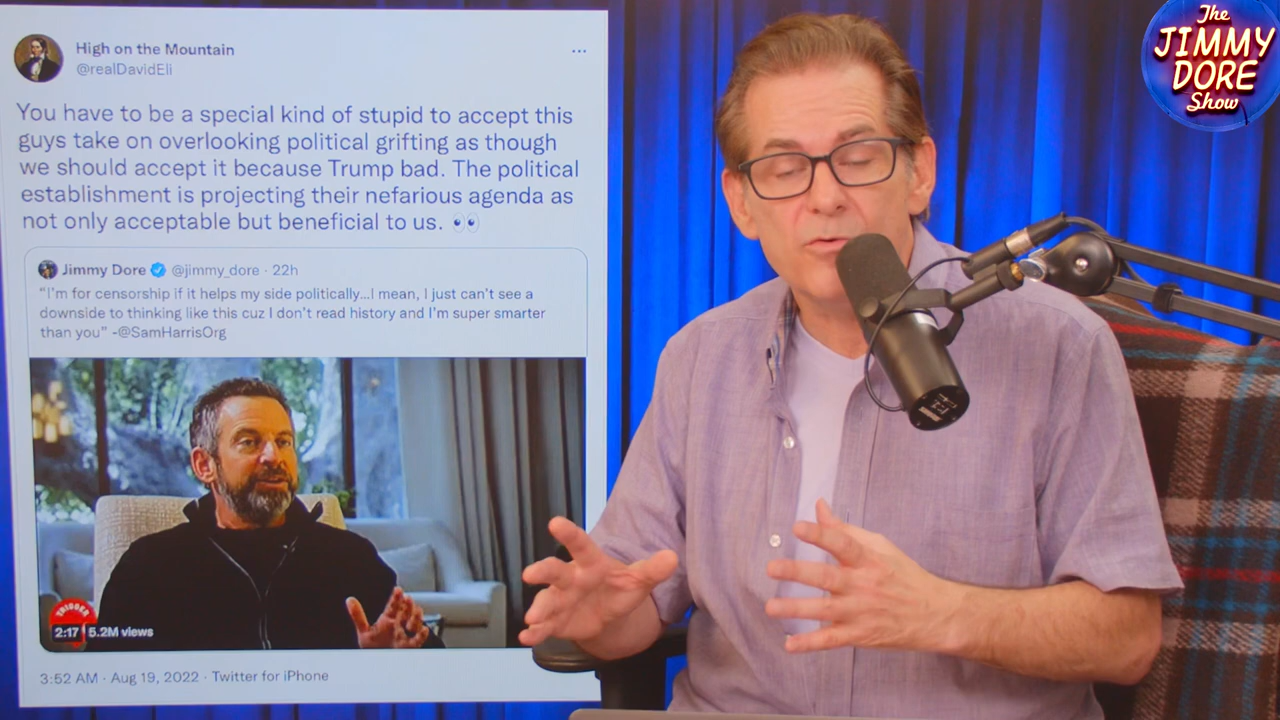 High on the Mountain
@realDavidEli
You have to be a special kind of stupid to accept this
guys take on overlooking political grifting as though
we should accept it because Trump bad. The political
establishment is projecting their nefarious agenda as
not only acceptable but beneficial to us. 👀
Jimmy Dore @jimmy_dore · 22h
“I’m for censorship if it helps my side politically...I mean, I just can’t see a
downside to thinking like this cuz I don’t read history and I’m super smarter
than you” -@SamHarrisOrg
TRIGGER
2:17 5.2M views
3:52 AM · Aug 19, 2022 · Twitter for iPhone
The
JIMMY
DORE
Show